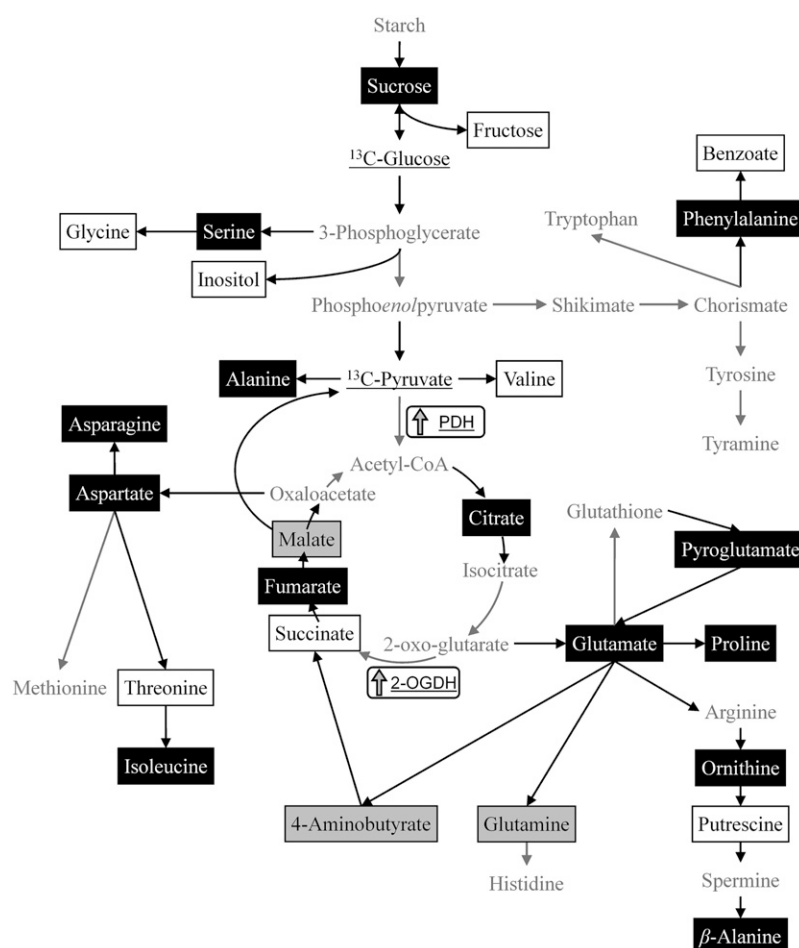 Starch
Sucrose
Fructose
¹³C-Glucose
Benzoate
Glycine
Serine
3-Phosphoglycerate
Tryptophan
Phenylalanine
Inositol
Phosphoenolpyruvate
Shikimate
Chorismate
Alanine
¹³C-Pyruvate
Valine
Tyrosine
PDH
Asparagine
Tyramine
Acetyl-CoA
Aspartate
Oxaloacetate
Citrate
Glutathione
Malate
Pyroglutamate
Isocitrate
Fumarate
Succinate
2-oxo-glutarate
Glutamate
Proline
Methionine
Threonine
2-OGDH
Arginine
Isoleucine
Ornithine
4-Aminobutyrate
Glutamine
Putrescine
Histidine
Spermine
β-Alanine